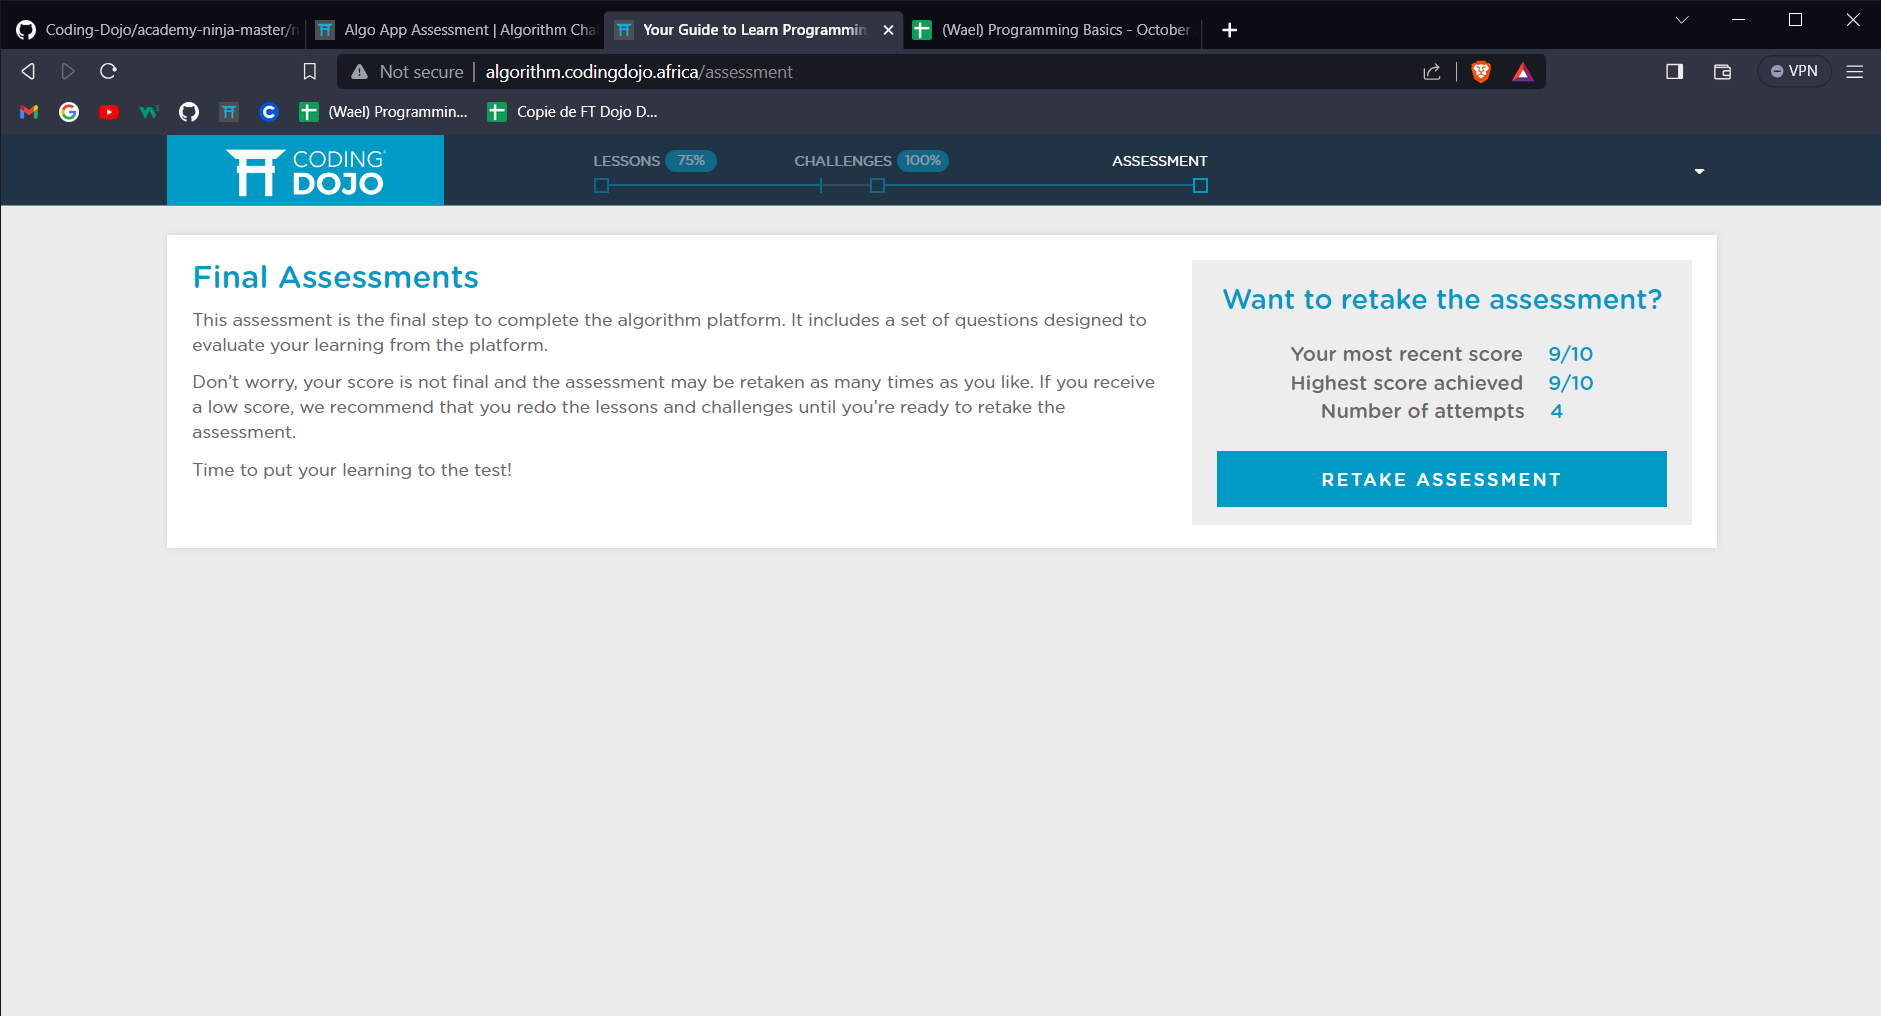 Coding-Dojo/academy-ninja-master/
Algo App Assessment | Algorithm Cha
Your Guide to Learn Programmin
(Wael) Programming Basics - October
Not secure
algorithm.codingdojo.africa/assessment
VPN
(Wael) Programmin...
Copie de FT Dojo D...
CODING
DOJO
LESSONS 75%
CHALLENGES 100%
ASSESSMENT
Final Assessments
This assessment is the final step to complete the algorithm platform. It includes a set of questions designed to
evaluate your learning from the platform.
Don't worry, your score is not final and the assessment may be retaken as many times as you like. If you receive
a low score, we recommend that you redo the lessons and challenges until you're ready to retake the
assessment.
Time to put your learning to the test!
Want to retake the assessment?
Your most recent score 9/10
Highest score achieved 9/10
Number of attempts 4
RETAKE ASSESSMENT